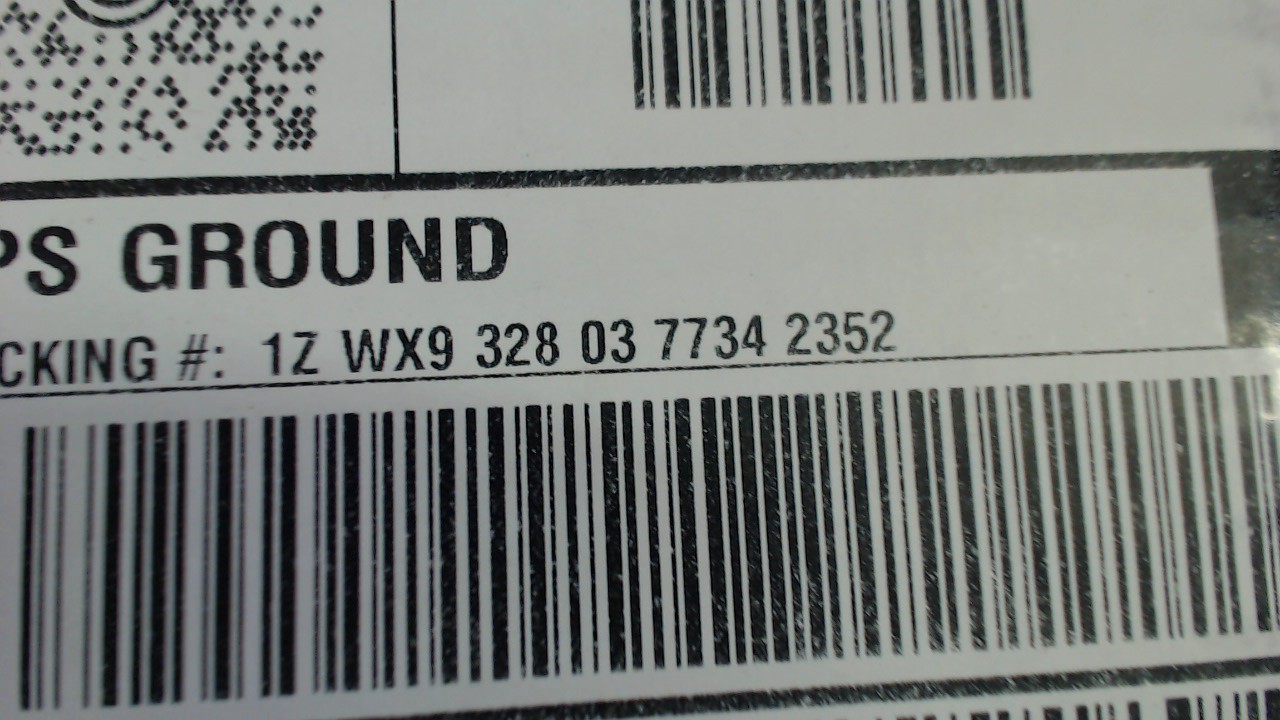 PS GROUND
CKING #: 1Z WX9 328 03 7734 2352